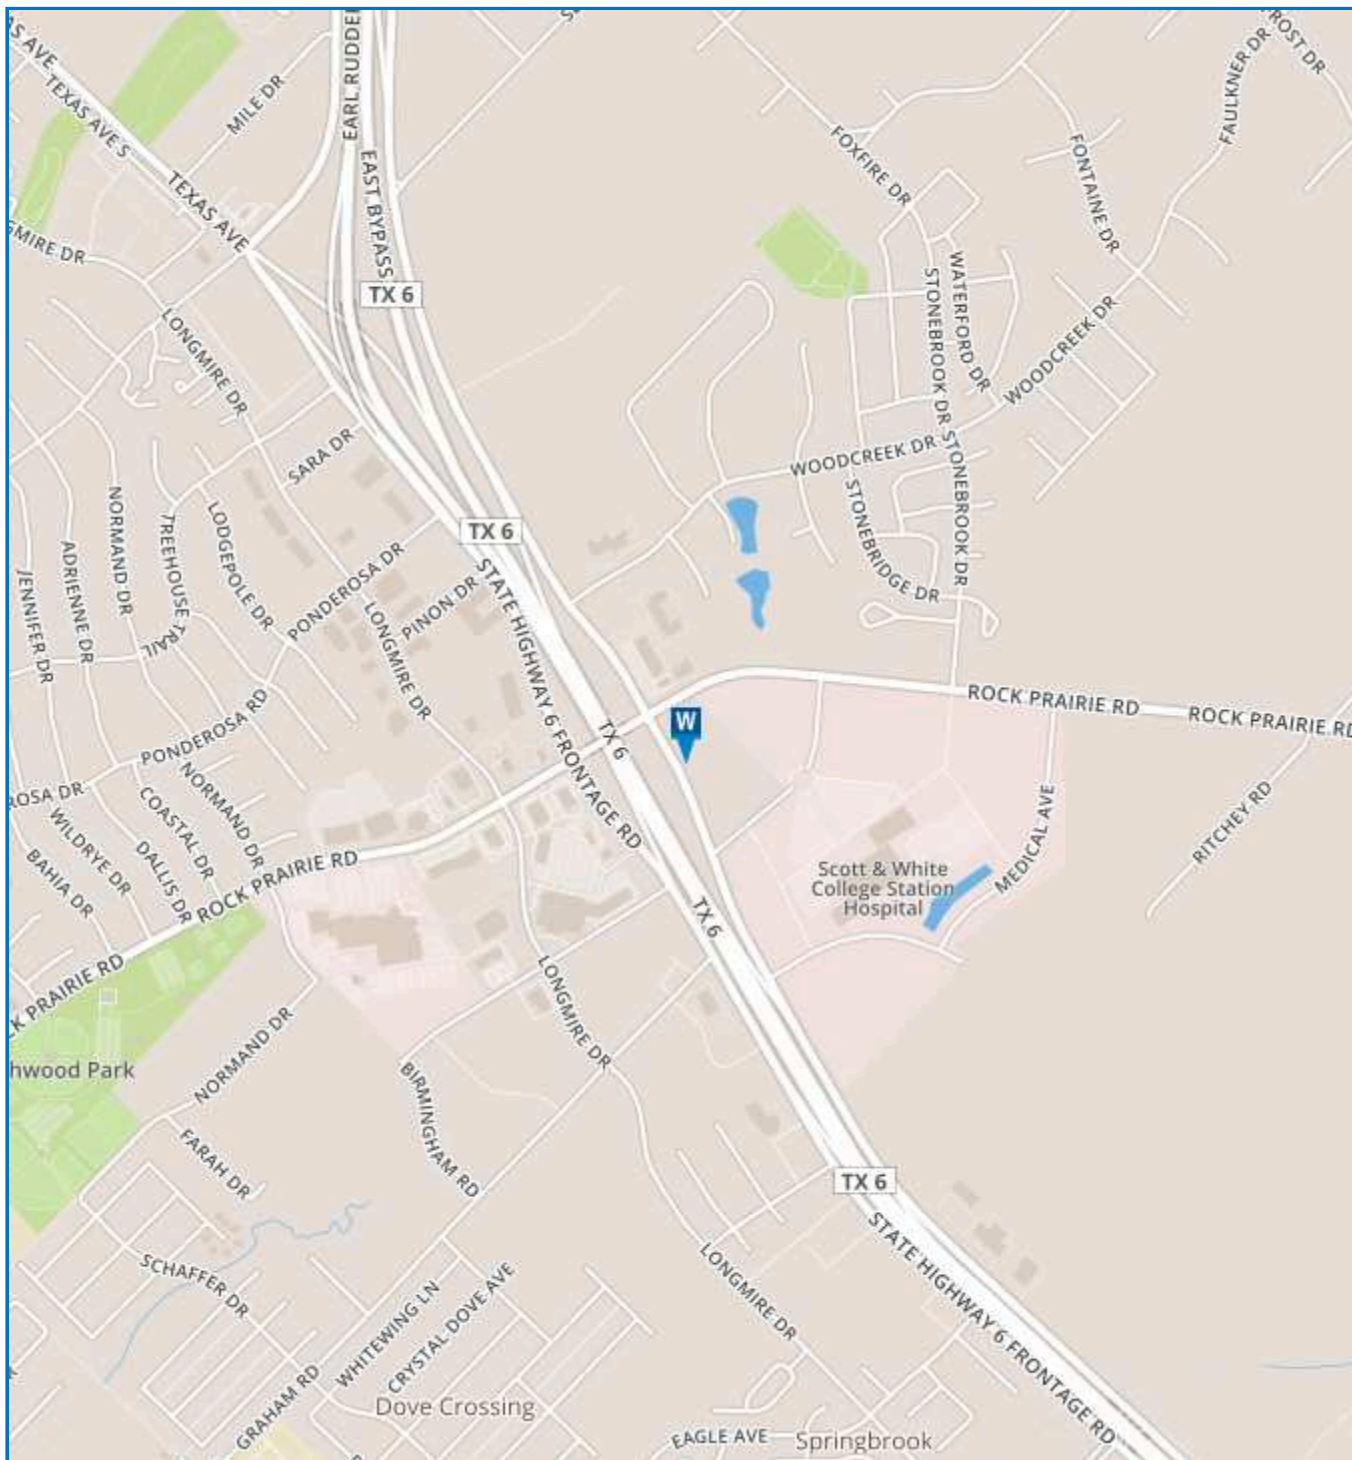 AS AVE
TEXAS AVE S
TEXAS AVE
MILE DR
EARL RUDDE
EAST BYPASS
TX 6
FROST DR
FAULKNER DR
FOXFIRE DR
FONTAINE DR
GMIRE DR
LONGMIRE DR
WATERFORD DR
STONEBROOK DR
WOODCREEK DR
SARA DR
WOODCREEK DR
STONEBROOK DR
STONEBRIDGE DR
TX 6
NORMAND DR
TREEHOUSE TRAIL
LODGEPOLE DR
ADRIENNE DR
JENNIFER DR
PONDEROSA DR
PINON DR
LONGMIRE DR
STATE HIGHWAY 6 FRONTAGE RD
ROCK PRAIRIE RD
ROCK PRAIRIE RD
W
TX 6
PONDEROSA RD
ROSA DR
NORMAND DR
COASTAL DR
DALLIS DR
WILDRYE DR
BAHIA DR
ROCK PRAIRIE RD
RITCHEY RD
MEDICAL AVE
Scott & White
College Station
Hospital
TX 6
CK PRAIRIE RD
LONGMIRE DR
NORMAND DR
hwood Park
BIRMINGHAM RD
FARAH DR
TX 6
STATE HIGHWAY 6 FRONTAGE RD
SCHAFFER DR
LONGMIRE DR
WHITEWING LN
CRYSTAL DOVE AVE
GRAHAM RD
Dove Crossing
EAGLE AVE
Springbrook